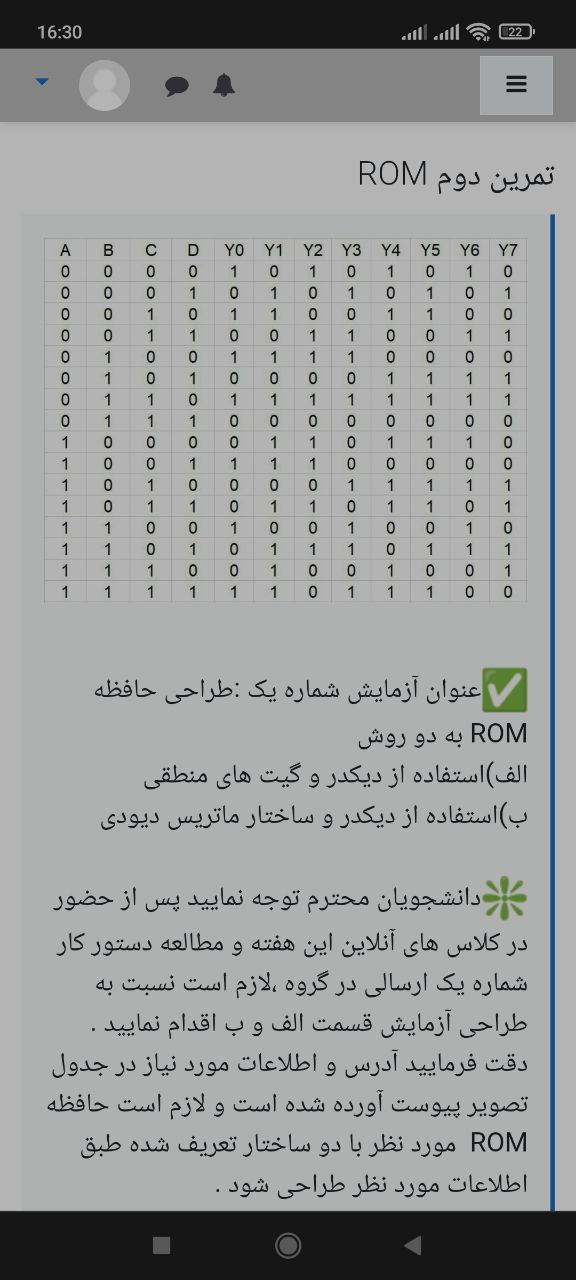 16:30
22
تمرین دوم ROM
A B C D Y0 Y1 Y2 Y3 Y4 Y5 Y6 Y7
0 0 0 0 1 0 1 0 1 0 1 0
0 0 0 1 0 1 0 1 0 1 0 1
0 0 1 0 1 1 0 0 1 1 0 0
0 0 1 1 0 0 1 1 0 0 1 1
0 1 0 0 1 1 1 1 0 0 0 0
0 1 0 1 0 0 0 0 1 1 1 1
0 1 1 0 1 1 1 1 1 1 1 1
0 1 1 1 0 0 0 0 0 0 0 0
1 0 0 0 0 1 1 0 1 1 1 0
1 0 0 1 1 1 1 0 0 0 0 0
1 0 1 0 0 0 0 1 1 1 1 1
1 0 1 1 0 1 1 0 1 1 0 1
1 1 0 0 1 0 0 1 0 0 1 0
1 1 0 1 0 1 1 1 0 1 1 1
1 1 1 0 0 1 0 0 1 0 0 1
1 1 1 1 1 1 0 1 1 1 0 0
عنوان آزمایش شماره یک :طراحی حافظه
ROM به دو روش
الف)استفاده از دیکدر و گیت های منطقی
ب)استفاده از دیکدر و ساختار ماتریس دیودی
دانشجویان محترم توجه نمایید پس از حضور
در کلاس های آنلاین این هفته و مطالعه دستور کار
شماره یک ارسالی در گروه ،لازم است نسبت به
طراحی آزمایش قسمت الف و ب اقدام نمایید .
دقت فرمایید آدرس و اطلاعات مورد نیاز در جدول
تصویر پیوست آورده شده است و لازم است حافظه
ROM مورد نظر با دو ساختار تعریف شده طبق
اطلاعات مورد نظر طراحی شود .